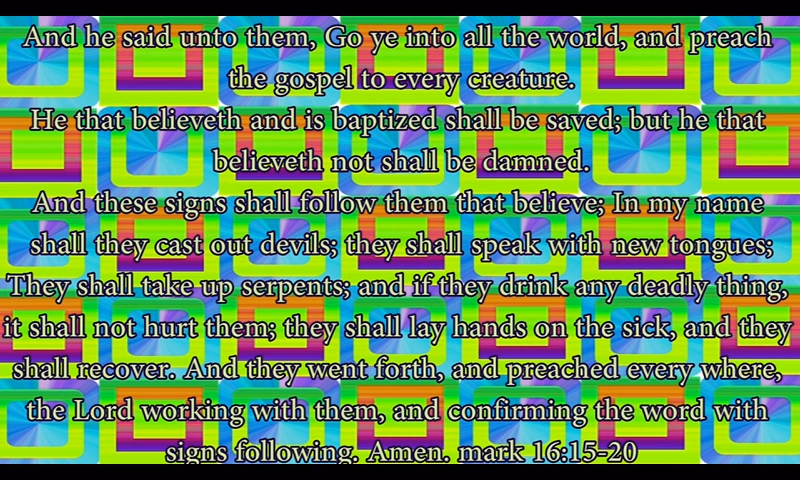 And he said unto them, Go ye into all the world, and preach
the gospel to every creature.
He that believeth and is baptized shall be saved; but he that
believeth not shall be damned.
And these signs shall follow them that believe; In my name
shall they cast out devils; they shall speak with new tongues;
They shall take up serpents; and if they drink any deadly thing,
it shall not hurt them; they shall lay hands on the sick, and they
shall recover. And they went forth, and preached every where,
the Lord working with them, and confirming the word with
signs following. Amen. mark 16:15-20